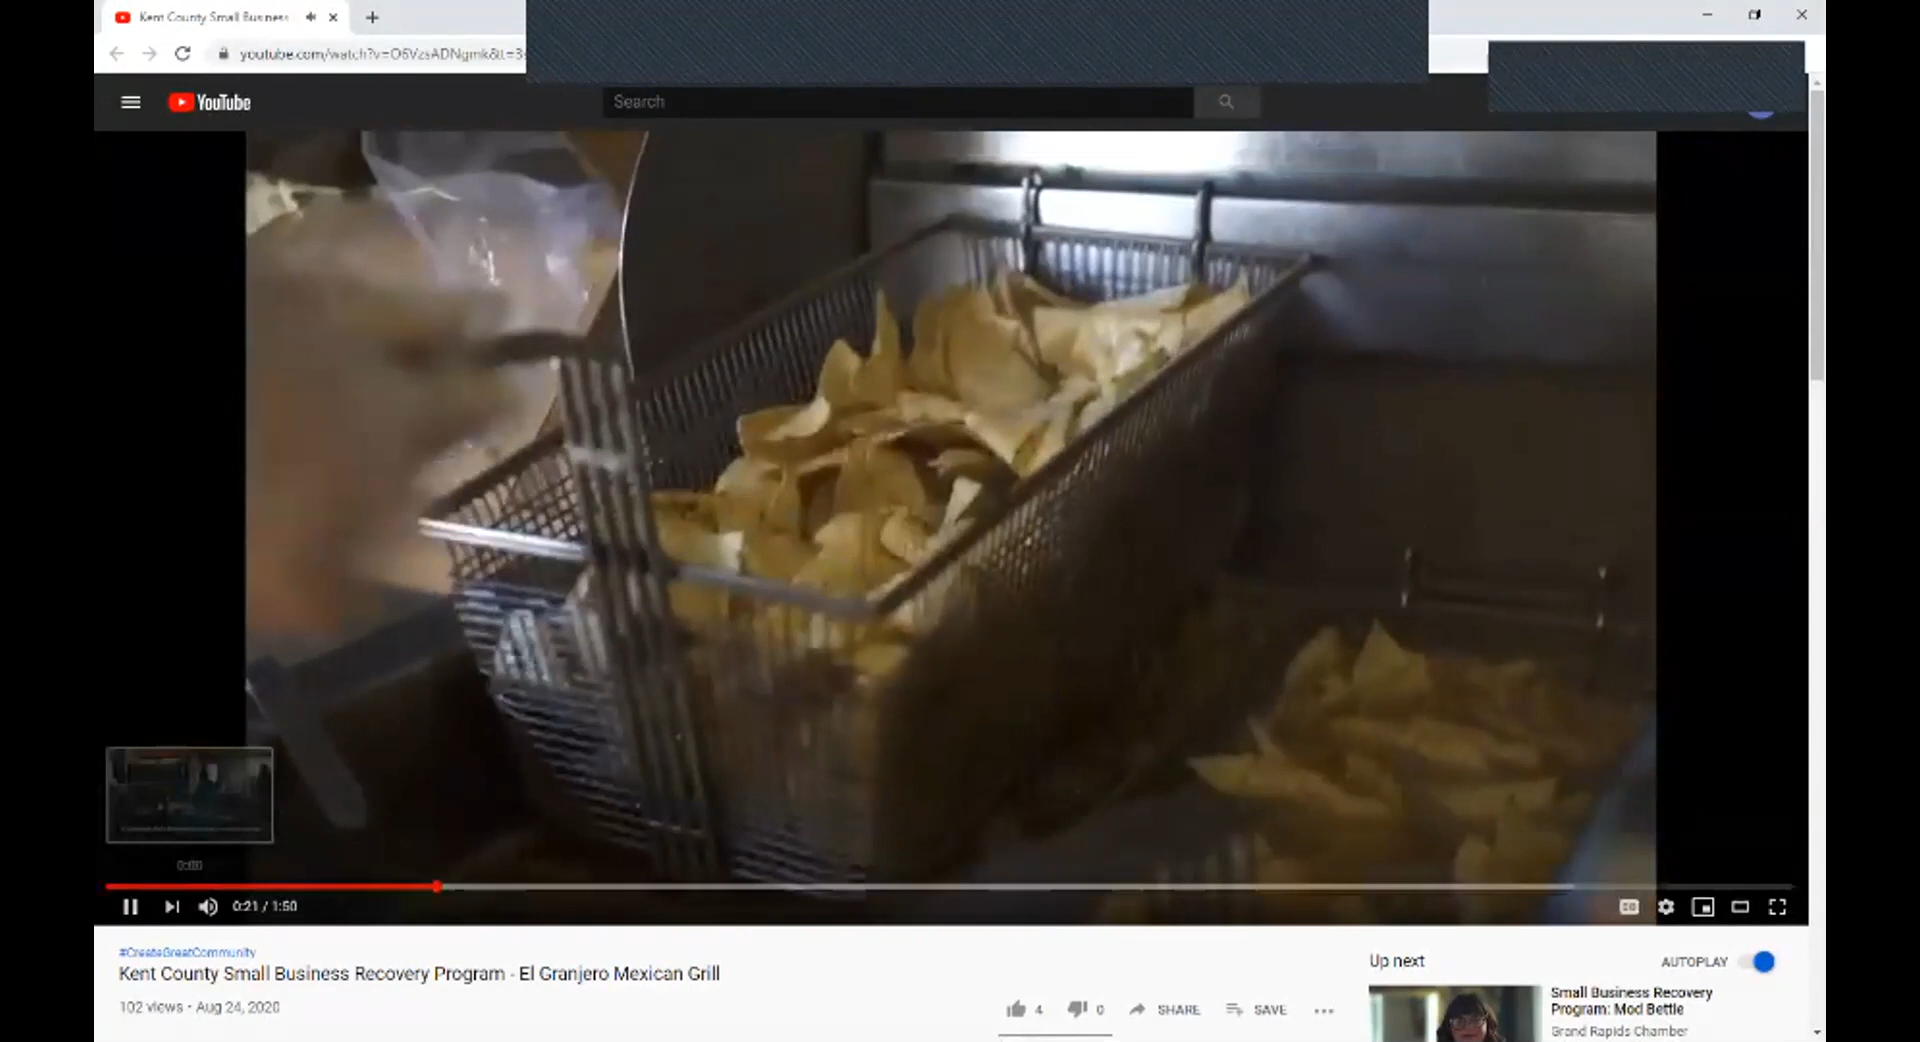 Kent County Small Business
youtube.com/watch?v=O6VzsADNgmk&t=3
YouTube
Search
0:00
0:21 / 1:50
#CreateGreatCommunity
Kent County Small Business Recovery Program - El Granjero Mexican Grill
102 views • Aug 24, 2020
4
0
SHARE
SAVE
Up next
AUTOPLAY
Small Business Recovery
Program: Mod Bettie
Grand Rapids Chamber